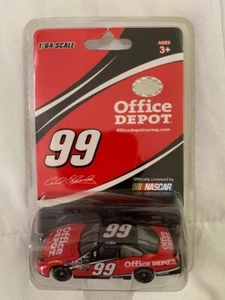 1/64 SCALE
AGES
3+
Office
DEPOT
Officedepotracing.com
99
Officially Licensed by
NASCAR
99
Office
DEPOT
99
Office DEPOT